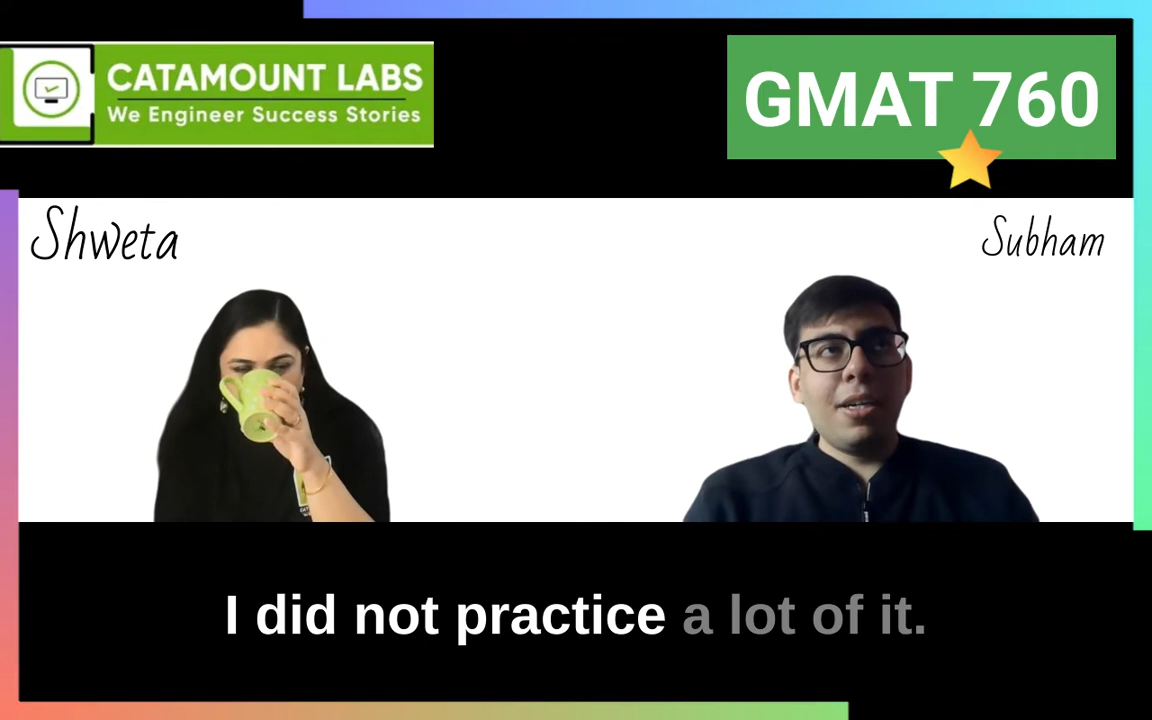 CATAMOUNT LABS
We Engineer Success Stories
GMAT 760
Shweta
Subham
I did not practice a lot of it.